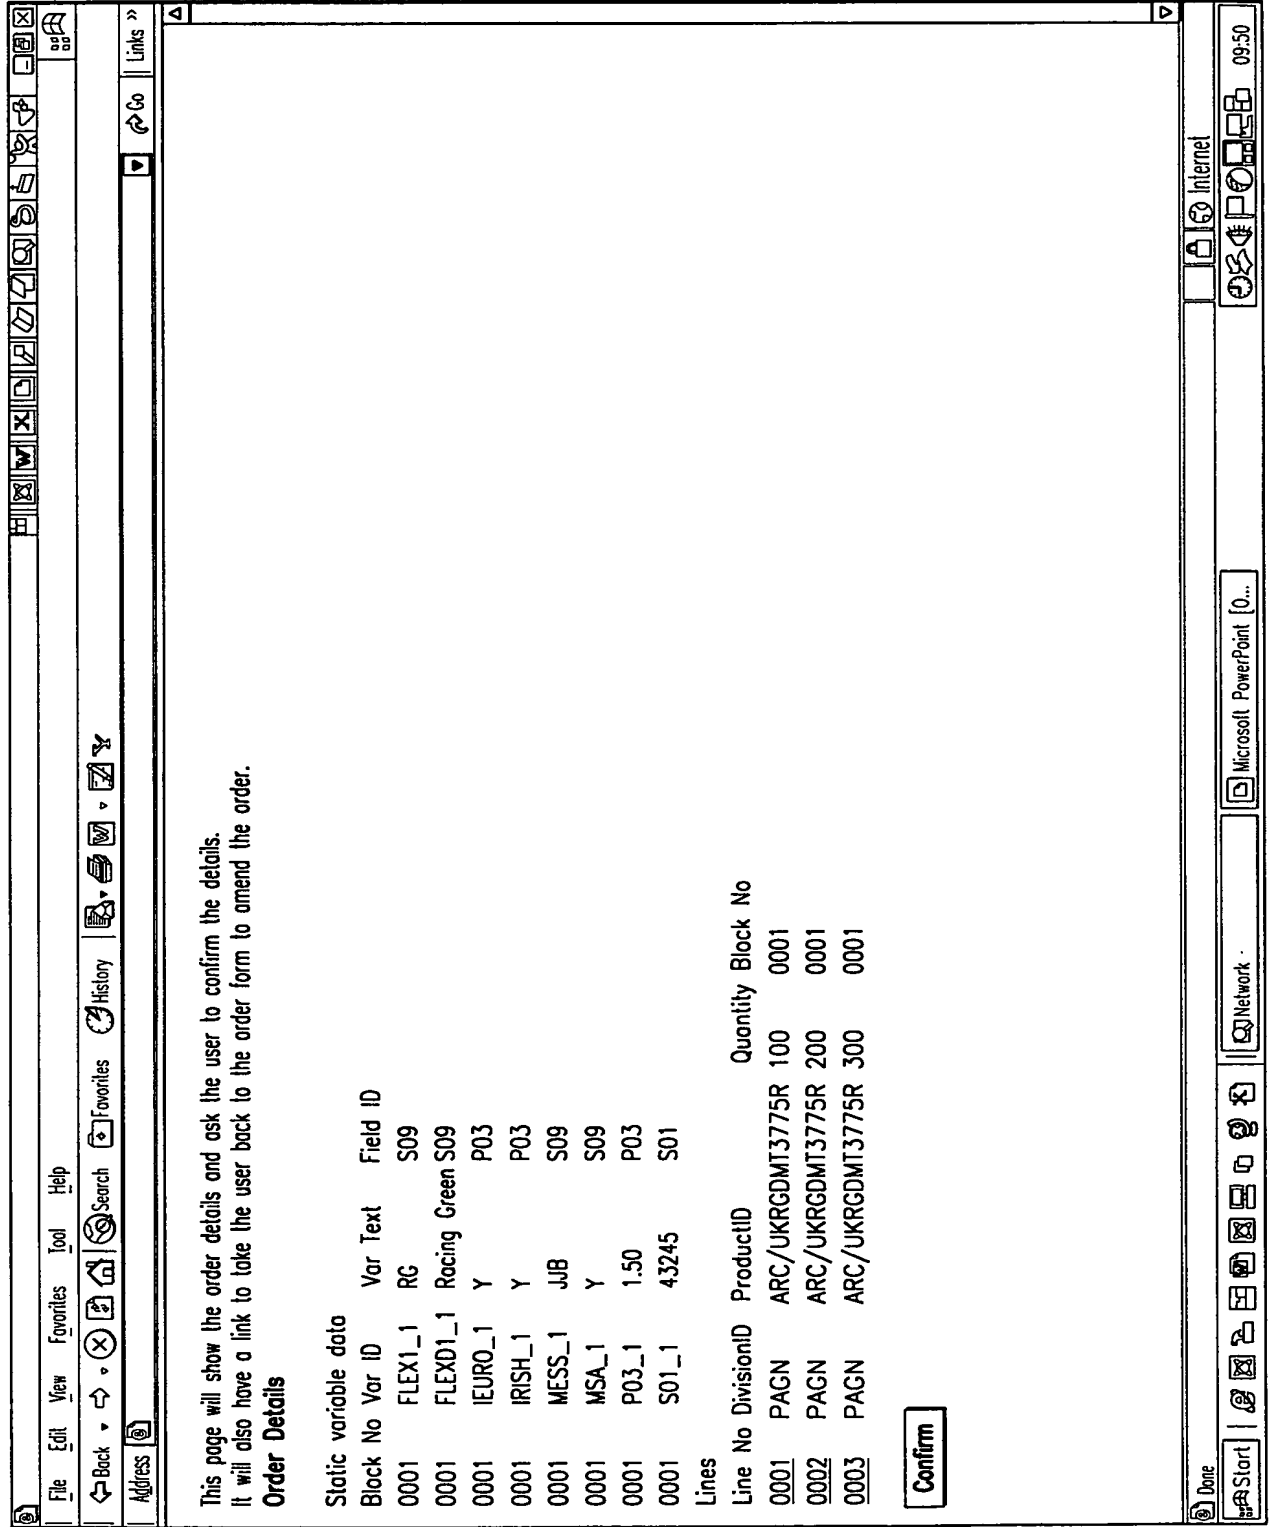 File Edit View Favorites Tool Help
Back Search Favorites History
Address Go Links »
This page will show the order details and ask the user to confirm the details.
It will also have a link to take the user back to the order form to amend the order.
Order Details
Static variable data
Block No Var ID Var Text Field ID
0001 FLEX1_1 RG S09
0001 FLEXD1_1 Racing Green S09
0001 IEURO_1 Y P03
0001 IRISH_1 Y P03
0001 MESS_1 JJB S09
0001 MSA_1 Y S09
0001 P03_1 1.50 P03
0001 S01_1 43245 S01
Lines
Line No DivisionID ProductID Quantity Block No
0001 PAGN ARC/UKRGDMT3775R 100 0001
0002 PAGN ARC/UKRGDMT3775R 200 0001
0003 PAGN ARC/UKRGDMT3775R 300 0001
Confirm
Done Internet
Start Network - Microsoft PowerPoint [O... 09:50